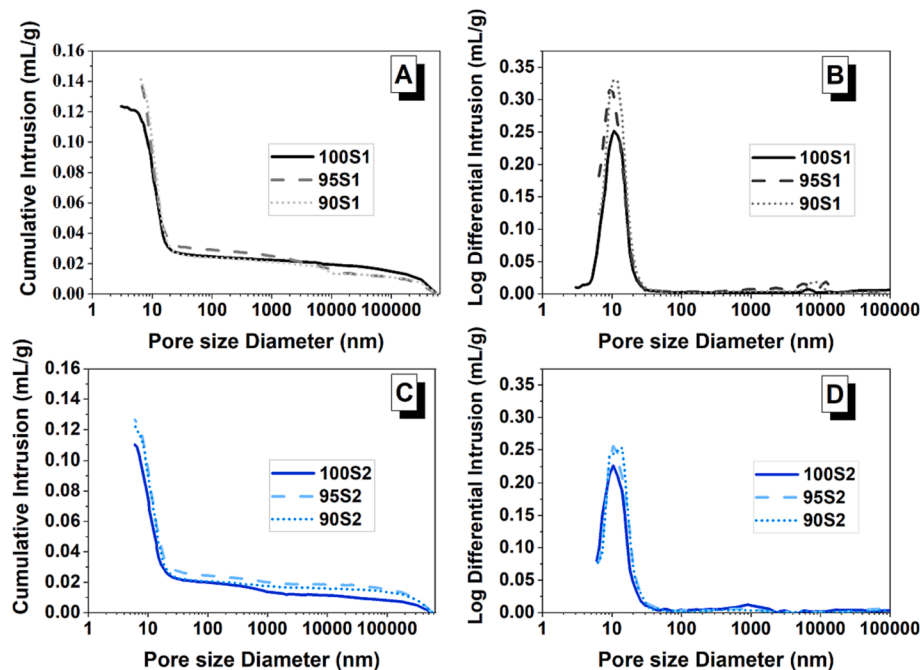 Cumulative Intrusion (mL/g)
0.16
0.14
0.12
0.10
0.08
0.06
0.04
0.02
0.00
A
100S1
95S1
90S1
1 10 100 1000 10000 100000
Pore size Diameter (nm)
Log Differential Intrusion (mL/g)
0.35
0.30
0.25
0.20
0.15
0.10
0.05
0.00
B
100S1
95S1
90S1
1 10 100 1000 10000 100000
Pore size Diameter (nm)
Cumulative Intrusion (mL/g)
0.16
0.14
0.12
0.10
0.08
0.06
0.04
0.02
0.00
C
100S2
95S2
90S2
1 10 100 1000 10000 100000
Pore size Diameter (nm)
Log Differential Intrusion (mL/g)
0.35
0.30
0.25
0.20
0.15
0.10
0.05
0.00
D
100S2
95S2
90S2
1 10 100 1000 10000 100000
Pore size Diameter (nm)